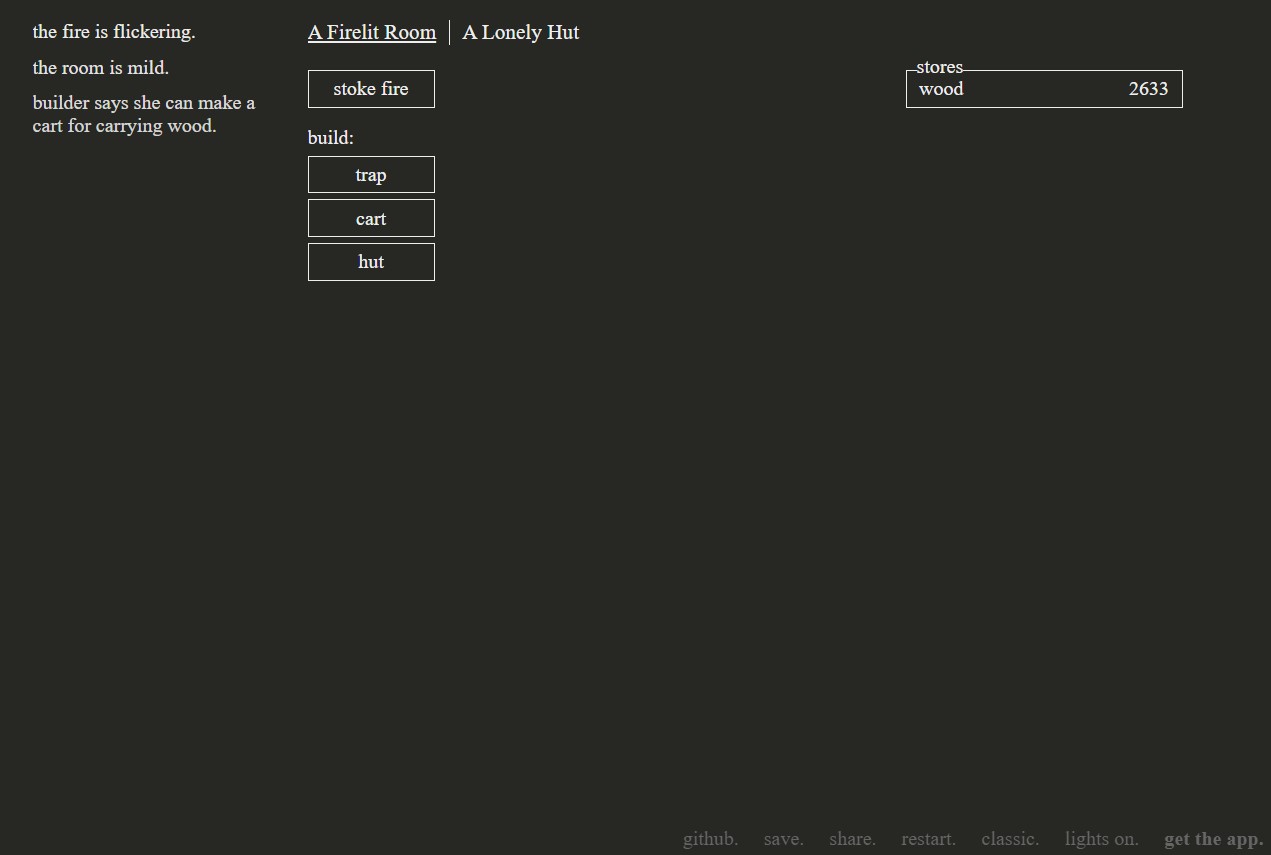 the fire is flickering.
the room is mild.
builder says she can make a
cart for carrying wood.
A Firelit Room
A Lonely Hut
stoke fire
build:
trap
cart
hut
stores
wood 2633
github. save. share. restart. classic. lights on. get the app.